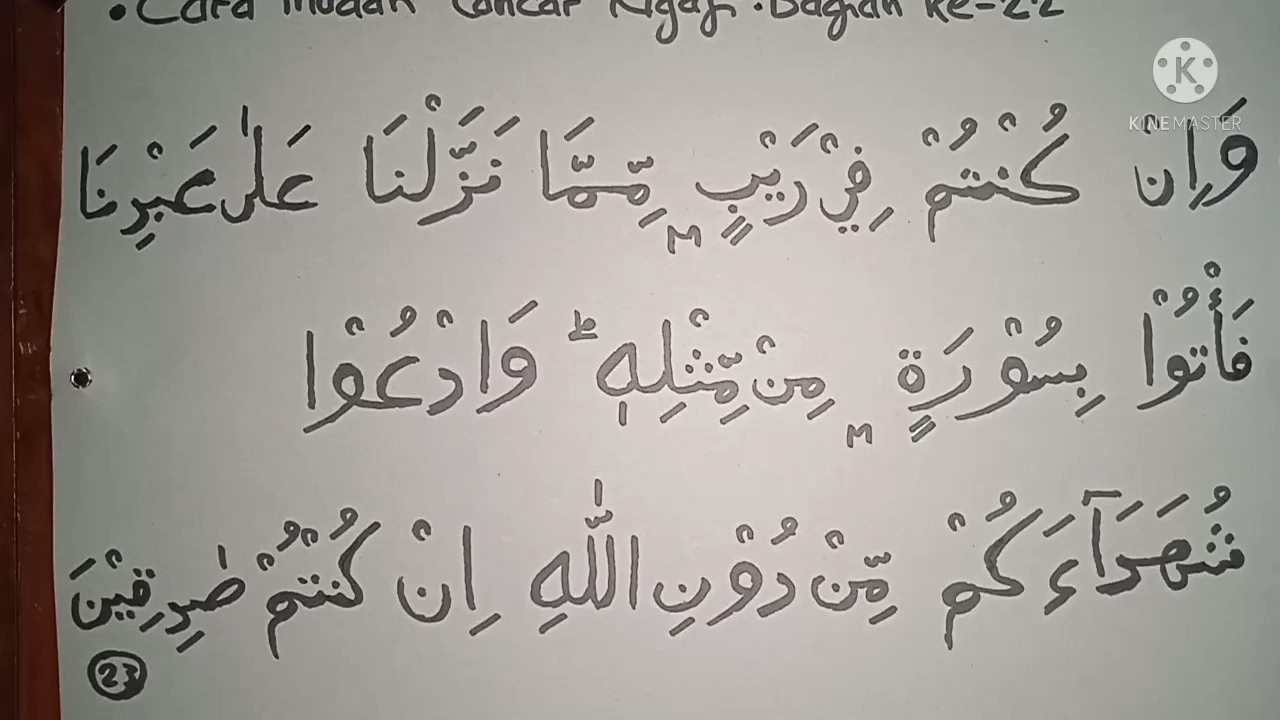 • Cara mudah Lancar Ngaji • Bagian Ke-22
KINEMASTER
وَاِنْ كُنْتُمْ فِيْ رَيْبٍ مِّمَّا نَزَّلْنَا عَلٰى عَبْدِنَا
فَأْتُوْا بِسُوْرَةٍ مِنْ مِّثْلِهٖ ۖ وَادْعُوْا
شُهَدَآءَكُمْ مِّنْ دُوْنِ اللّٰهِ اِنْ كُنْتُمْ صٰدِقِيْنَ
23